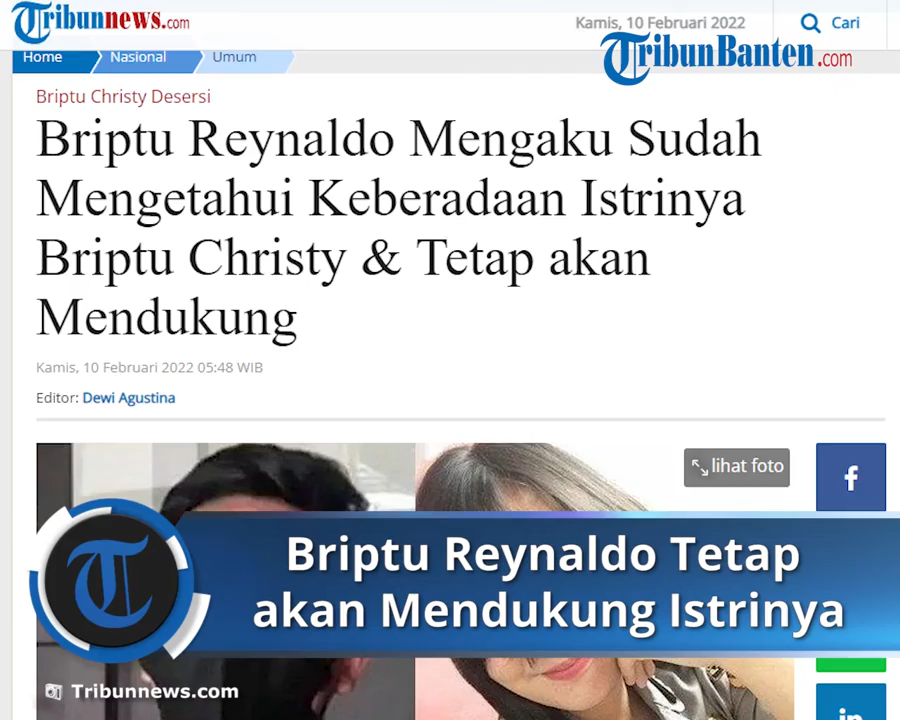 Tribunnews.com
Kamis, 10 Februari 2022
Cari
TribunBanten.com
Home
Nasional
Umum
Briptu Christy Desersi
Briptu Reynaldo Mengaku Sudah
Mengetahui Keberadaan Istrinya
Briptu Christy & Tetap akan
Mendukung
Kamis, 10 Februari 2022 05:48 WIB
Editor: Dewi Agustina
lihat foto
f
T
Briptu Reynaldo Tetap
akan Mendukung Istrinya
Tribunnews.com
in